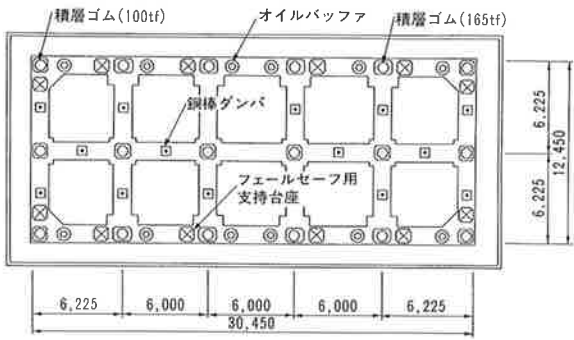 積層ゴム(100tf)
オイルバッファ
積層ゴム(165tf)
鋼棒ダンパ
フェールセーフ用
支持台座
6,225
6,225
12,450
6,225
6,000
6,000
6,000
6,225
30,450